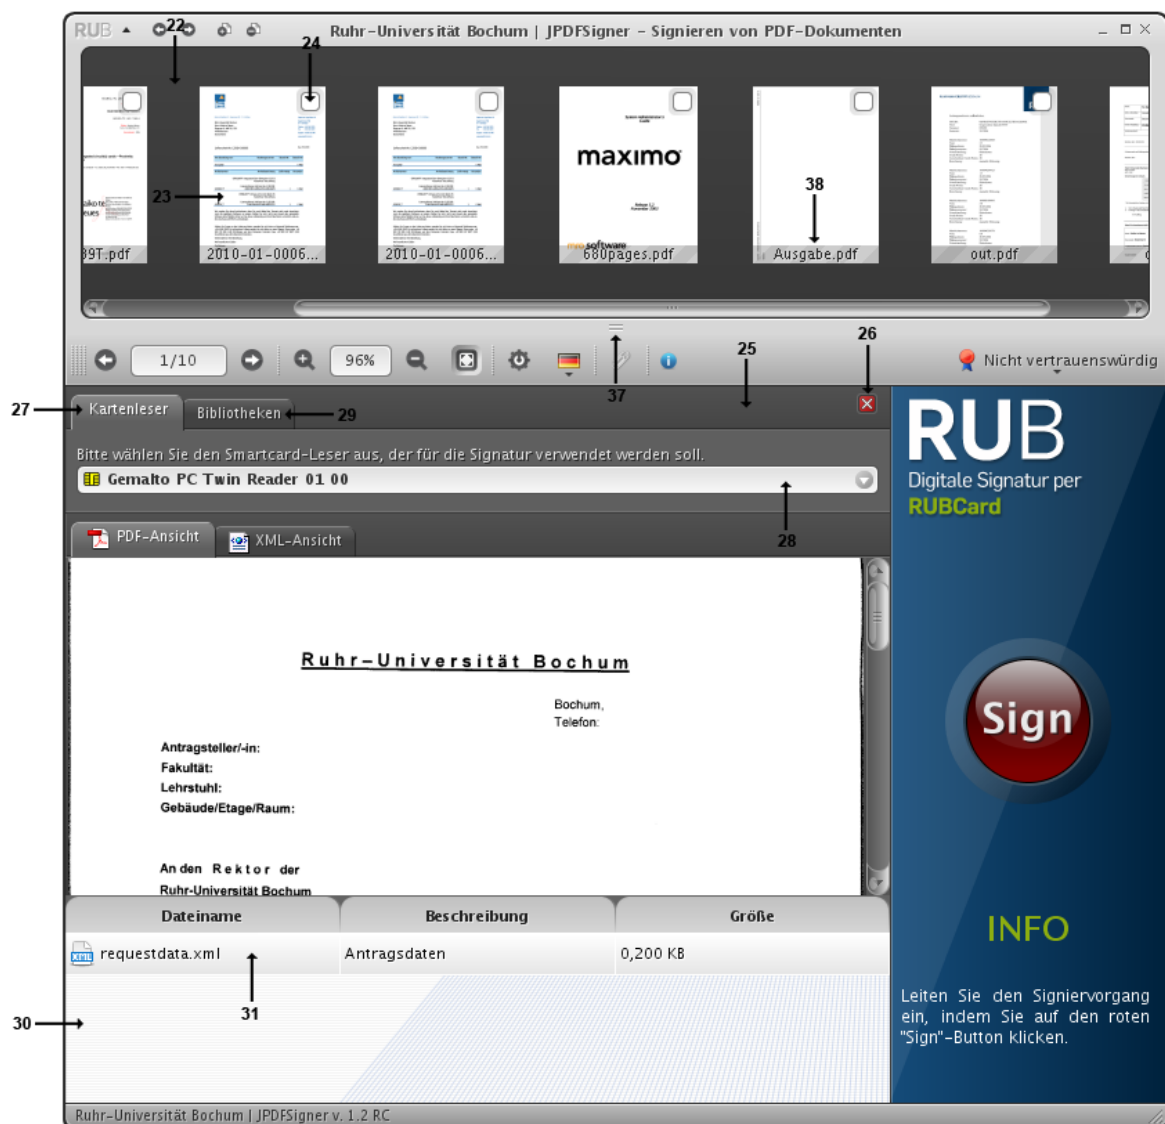 RUB
Ruhr-Universität Bochum | JPDFSigner - Signieren von PDF-Dokumenten
22
24
23
38
maximo
software
39T.pdf
2010-01-0006...
2010-01-0006...
680pages.pdf
Ausgabe.pdf
out.pdf
1/10
96%
37
25
26
Nicht vertrauenswürdig
27
Kartenleser
Bibliotheken
29
Bitte wählen Sie den Smartcard-Leser aus, der für die Signatur verwendet werden soll.
Gemalto PC Twin Reader 01 00
28
PDF-Ansicht
XML-Ansicht
Ruhr-Universität Bochum
Bochum,
Telefon:
Antragsteller/-in:
Fakultät:
Lehrstuhl:
Gebäude/Etage/Raum:
An den Rektor der
Ruhr-Universität Bochum
Dateiname
Beschreibung
Größe
requestdata.xml
Antragsdaten
0,200 KB
31
30
RUB
Digitale Signatur per
RUBCard
Sign
INFO
Leiten Sie den Signiervorgang
ein, indem Sie auf den roten
"Sign"-Button klicken.
Ruhr-Universität Bochum | JPDFSigner v. 1.2 RC